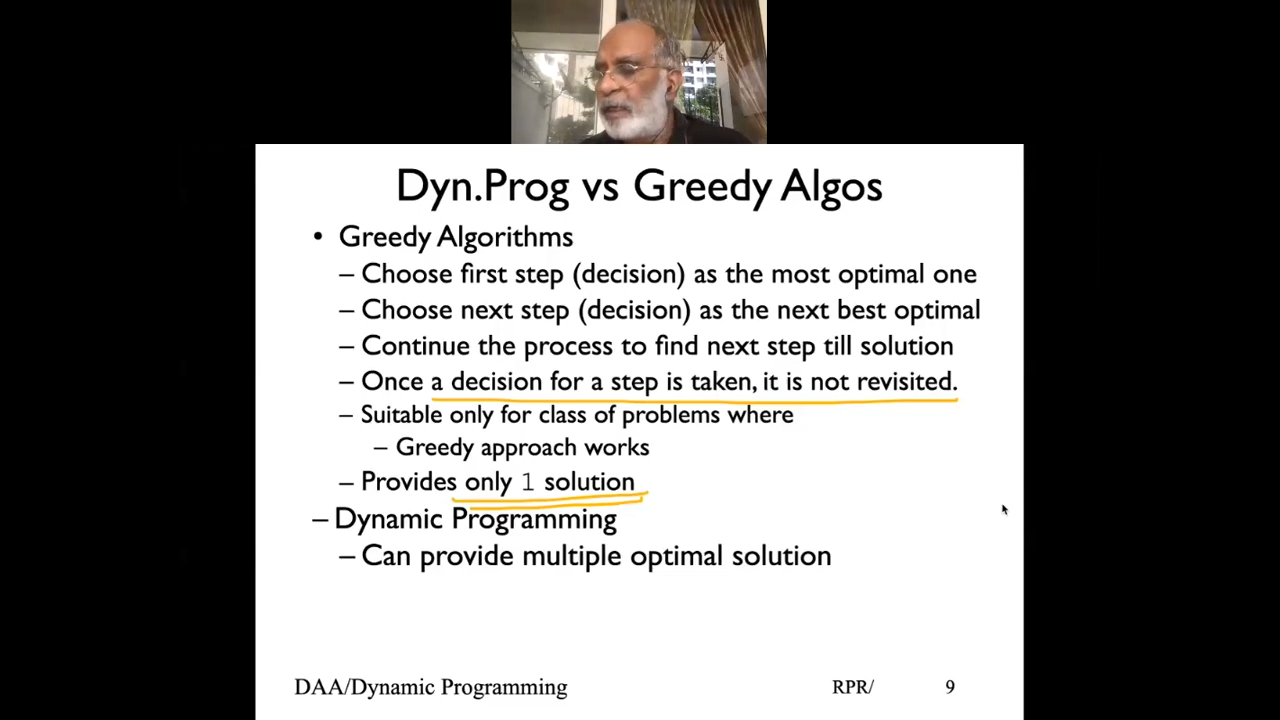 Dyn.Prog vs Greedy Algos
• Greedy Algorithms
– Choose first step (decision) as the most optimal one
– Choose next step (decision) as the next best optimal
– Continue the process to find next step till solution
– Once a decision for a step is taken, it is not revisited.
– Suitable only for class of problems where
– Greedy approach works
– Provides only 1 solution
– Dynamic Programming
– Can provide multiple optimal solution
DAA/Dynamic Programming RPR/ 9